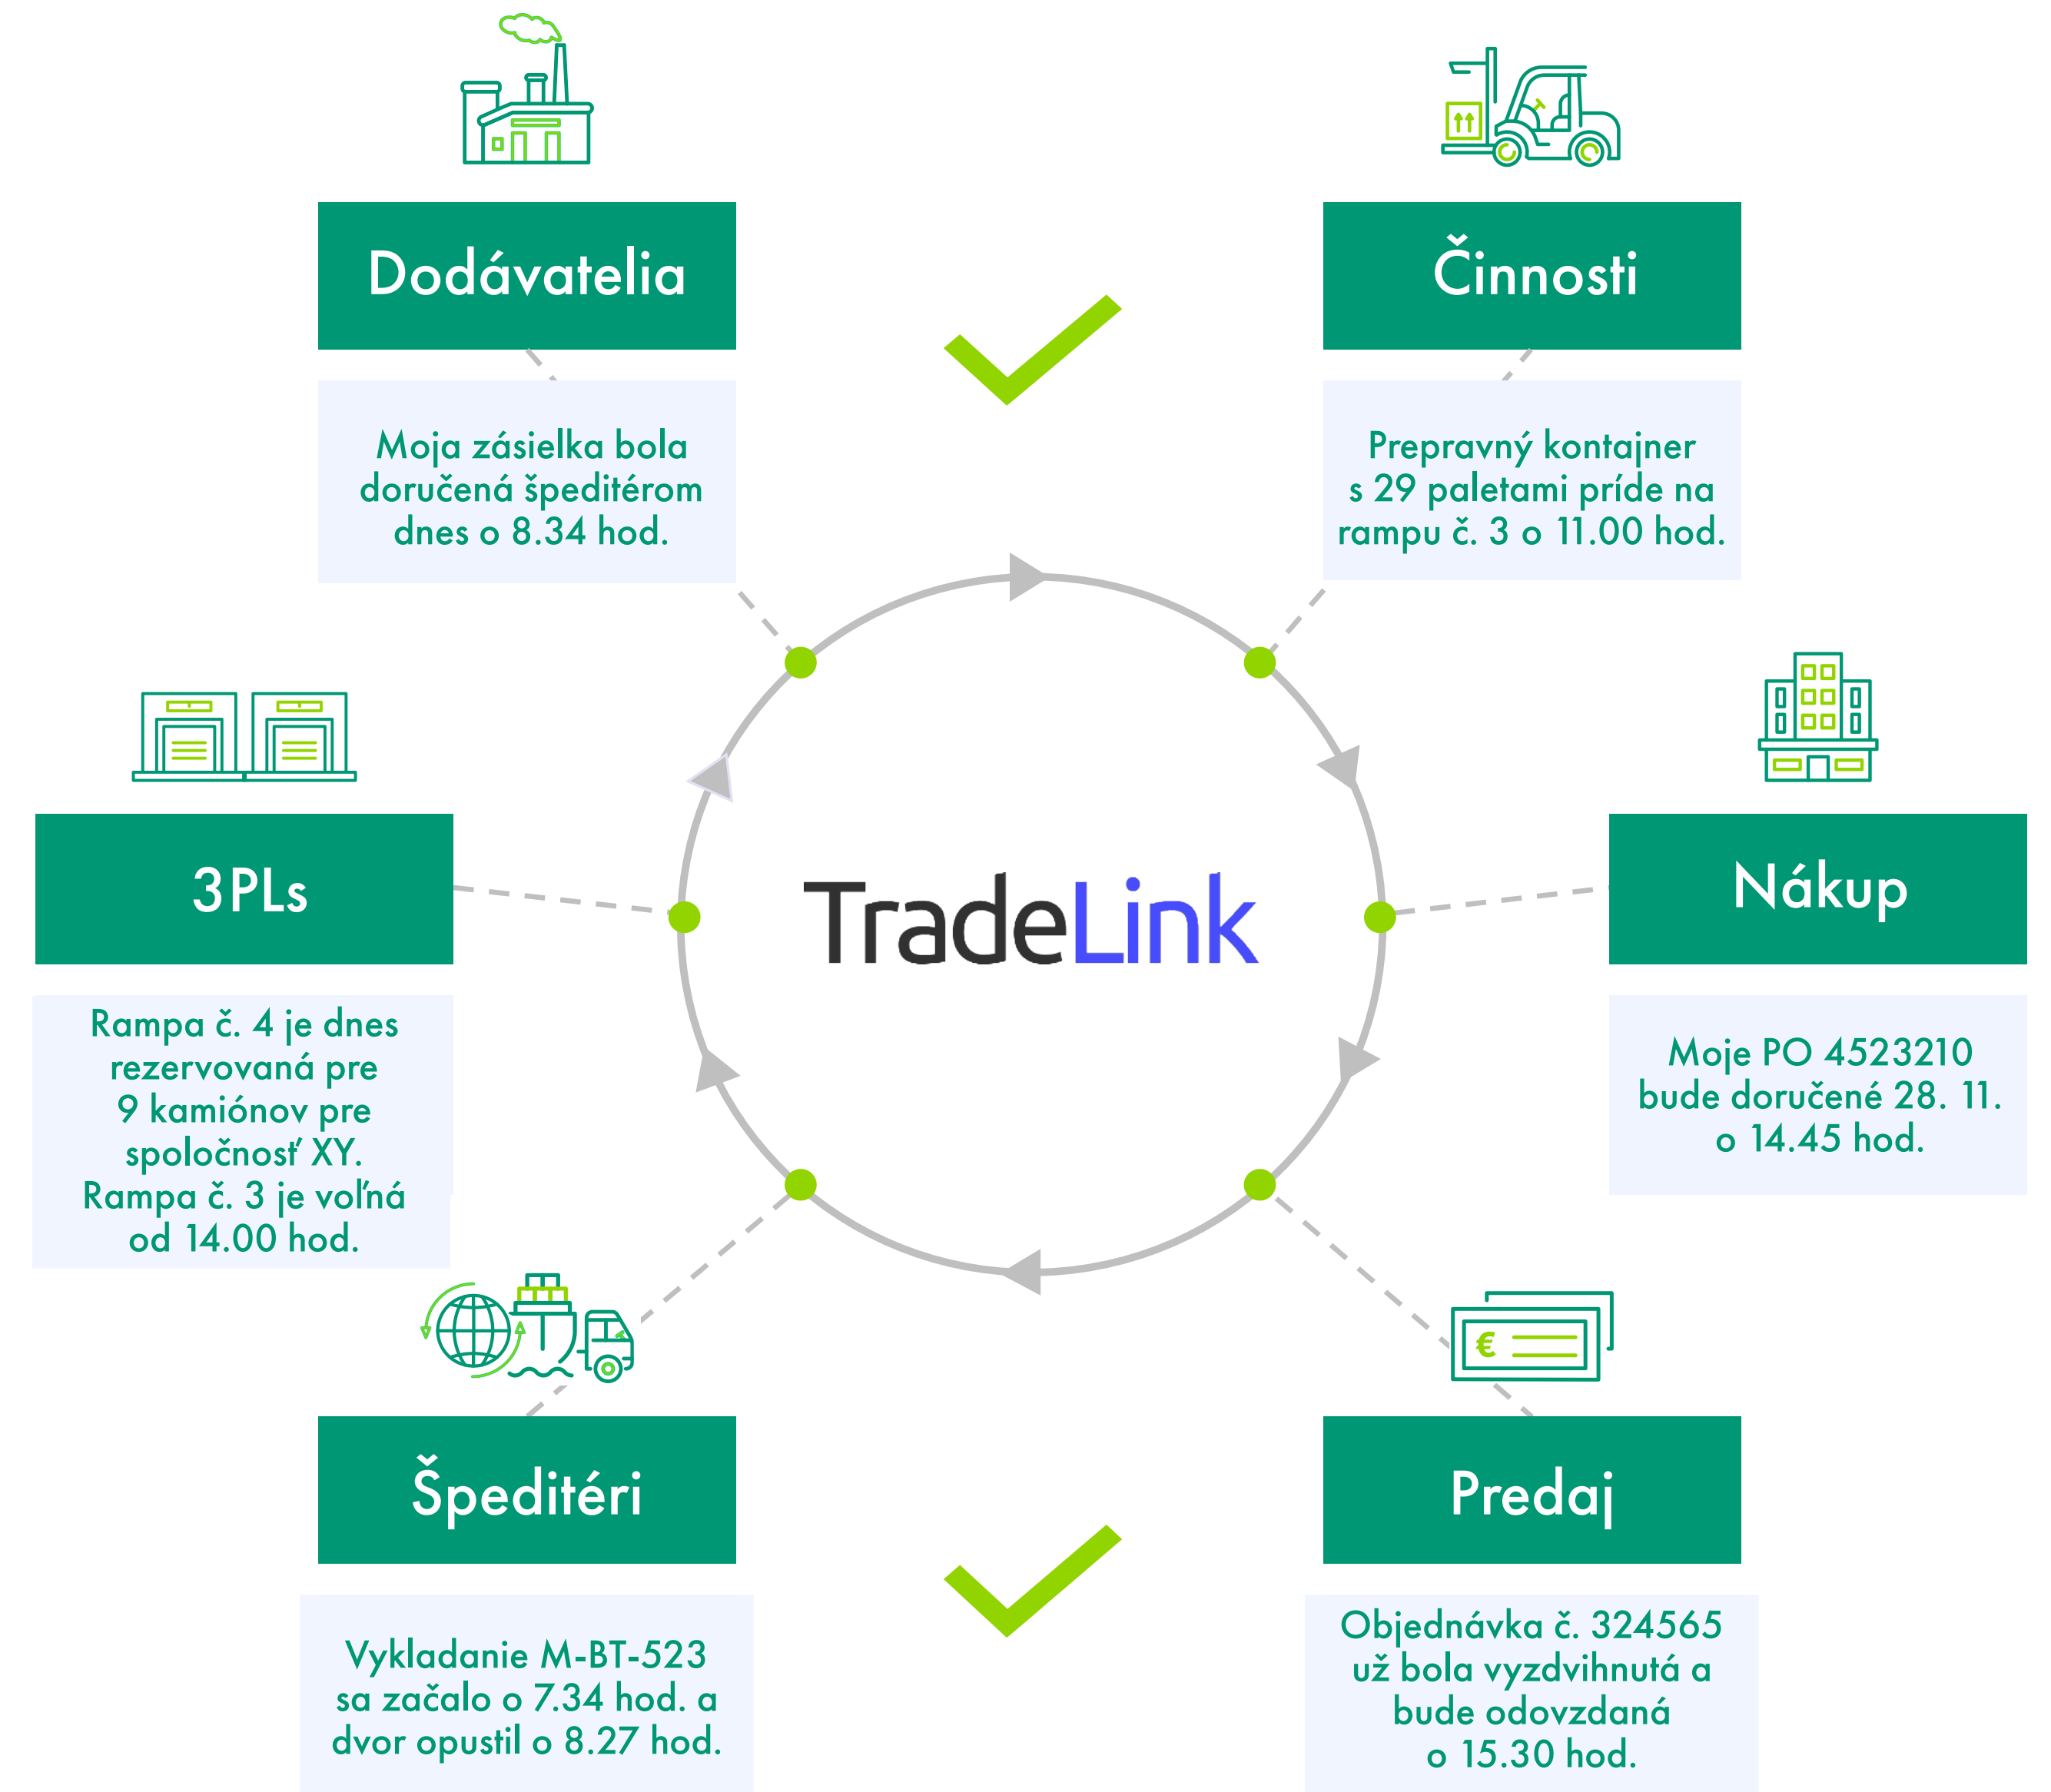 Dodávatelia
Moja zásielka bola
doručená špeditérom
dnes o 8.34 hod.
Činnosti
Prepravný kontajner
s 29 paletami príde na
rampu č. 3 o 11.00 hod.
3PLs
Rampa č. 4 je dnes
rezervovaná pre
9 kamiónov pre
spoločnosť XY.
Rampa č. 3 je voľná
od 14.00 hod.
TradeLink
Nákup
Moje PO 4523210
bude doručené 28. 11.
o 14.45 hod.
€
Špeditéri
Vykladanie M-BT-523
sa začalo o 7.34 hod. a
dvor opustil o 8.27 hod.
Predaj
Objednávka č. 324565
už bola vyzdvihnutá a
bude odovzdaná
o 15.30 hod.